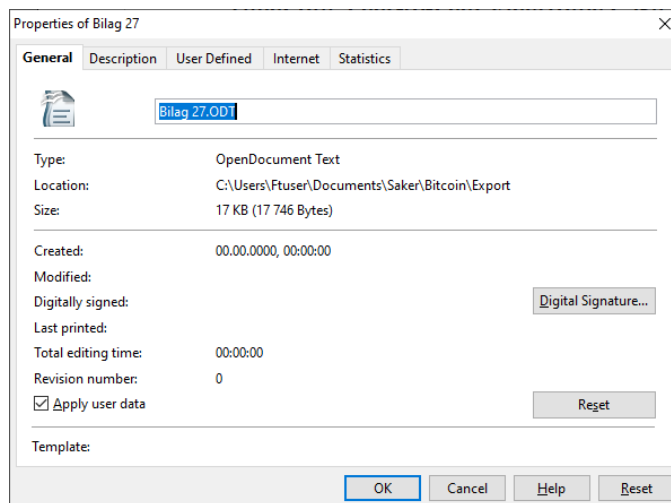 Properties of Bilag 27
General Description User Defined Internet Statistics
Bilag 27.ODT
Type: OpenDocument Text
Location: C:\Users\Ftuser\Documents\Saker\Bitcoin\Export
Size: 17 KB (17 746 Bytes)
Created: 00.00.0000, 00:00:00
Modified:
Digitally signed: Digital Signature...
Last printed:
Total editing time: 00:00:00
Revision number: 0
Apply user data Reset
Template:
OK Cancel Help Reset